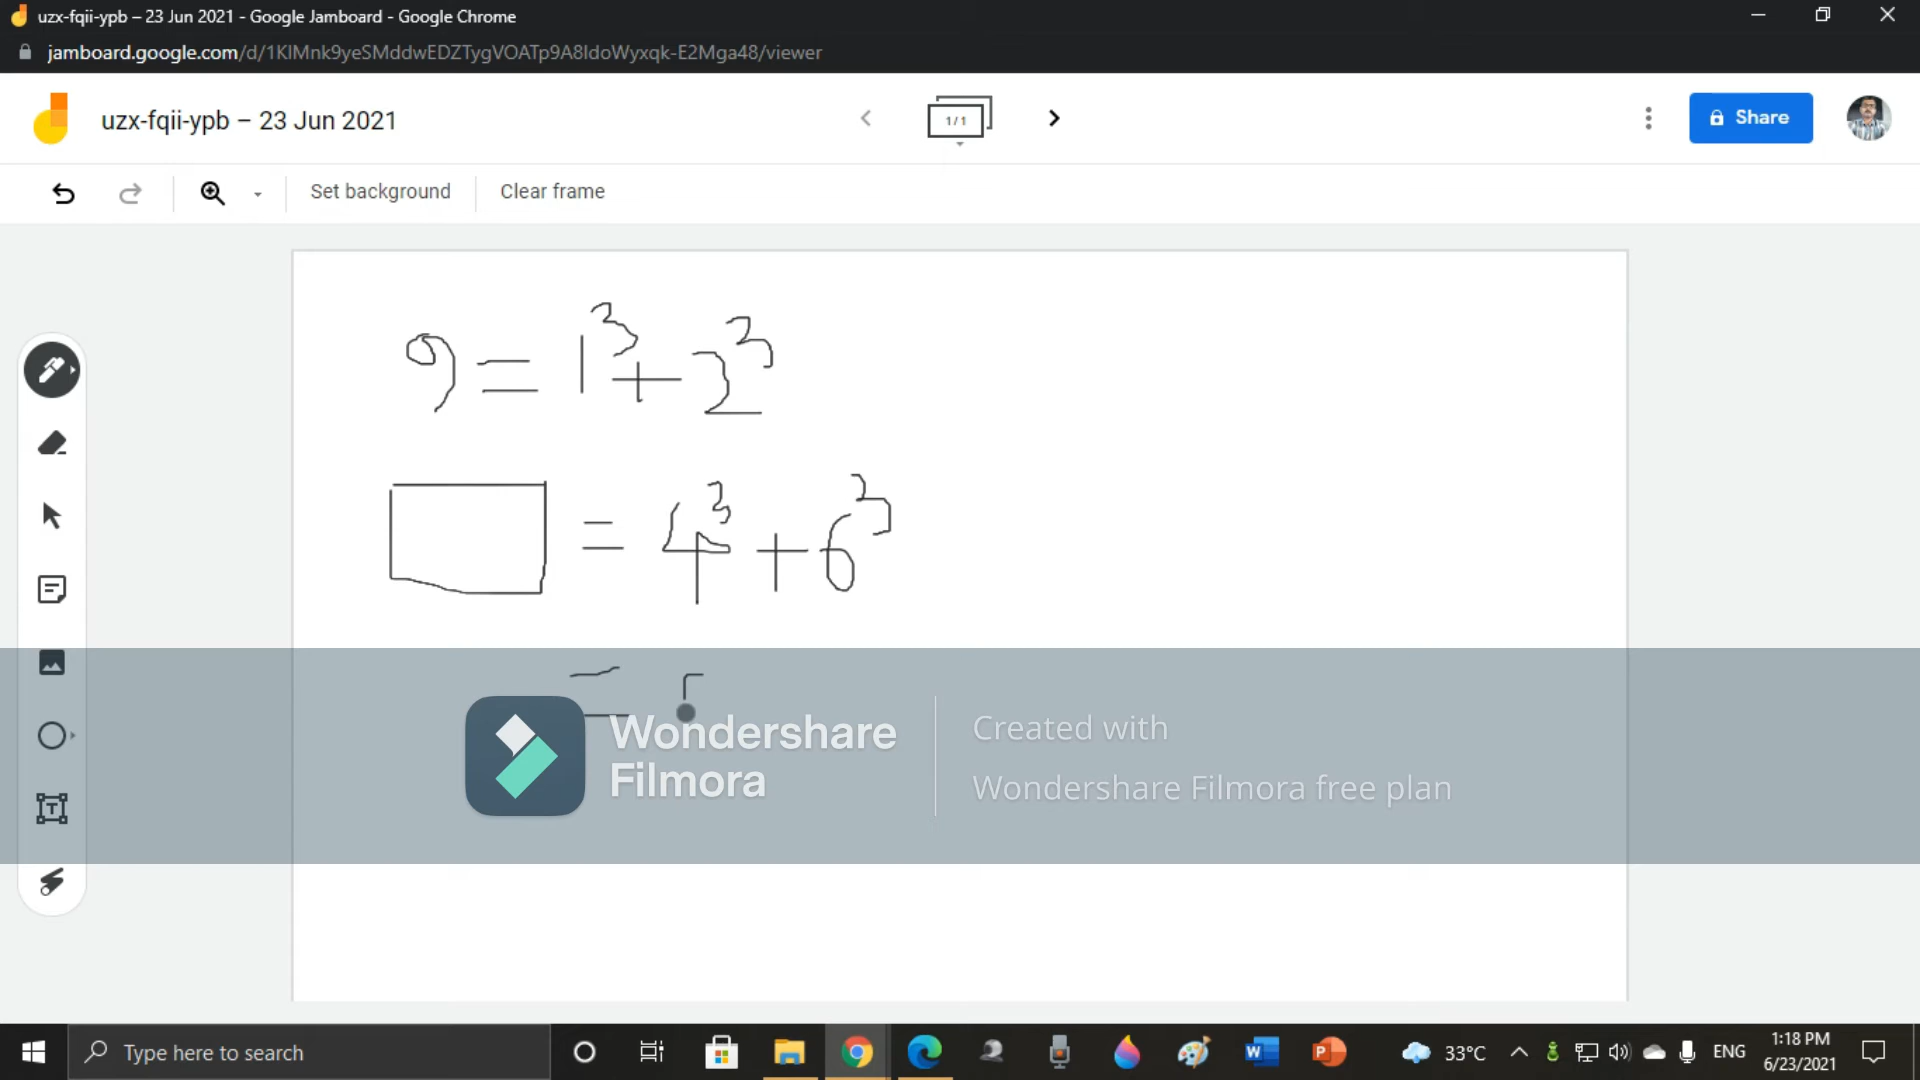 uzx-fqii-ypb – 23 Jun 2021 - Google Jamboard - Google Chrome
jamboard.google.com/d/1KlMnk9yeSMddwEDZTygVOATp9A8IdoWyxqk-E2Mga48/viewer
uzx-fqii-ypb – 23 Jun 2021
1/1
Share
Set background
Clear frame
9 = 1³ + 2³
= 4³ + 6³
=
Wondershare
Filmora
Created with
Wondershare Filmora free plan
Type here to search
33°C
ENG
1:18 PM
6/23/2021